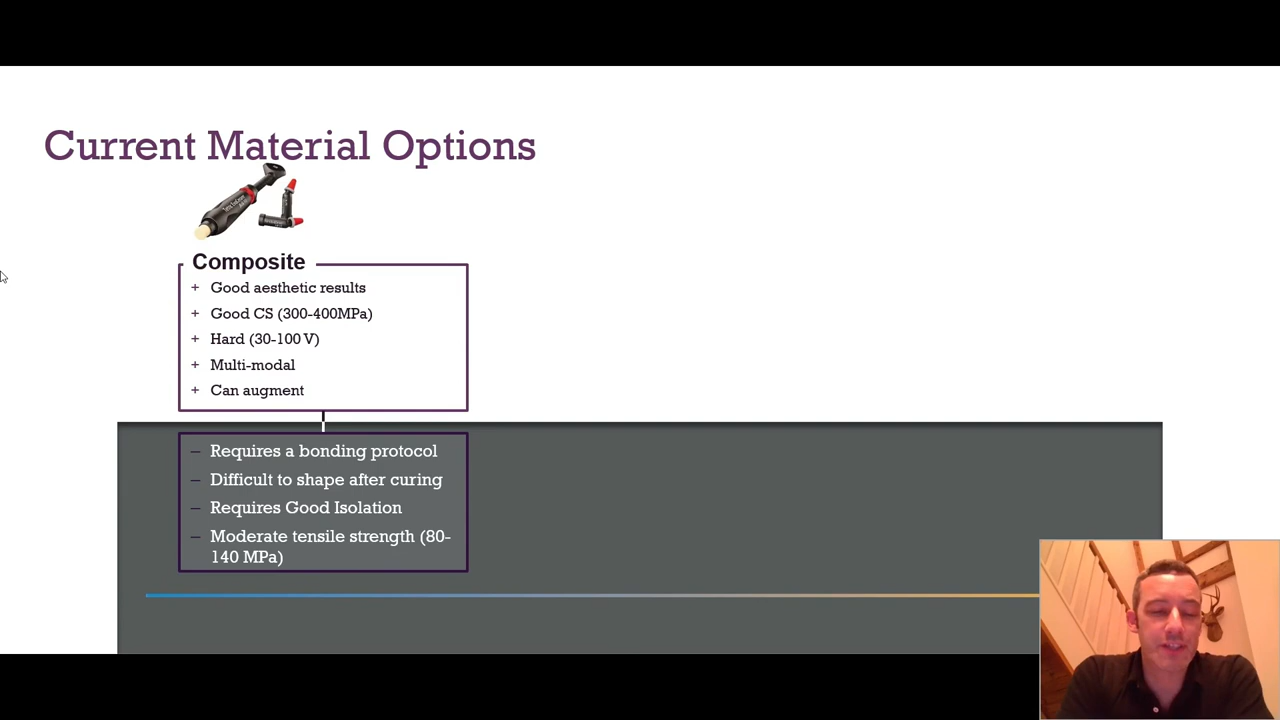 Current Material Options
Composite
+ Good aesthetic results
+ Good CS (300-400MPa)
+ Hard (30-100 V)
+ Multi-modal
+ Can augment
– Requires a bonding protocol
– Difficult to shape after curing
– Requires Good Isolation
– Moderate tensile strength (80-
140 MPa)